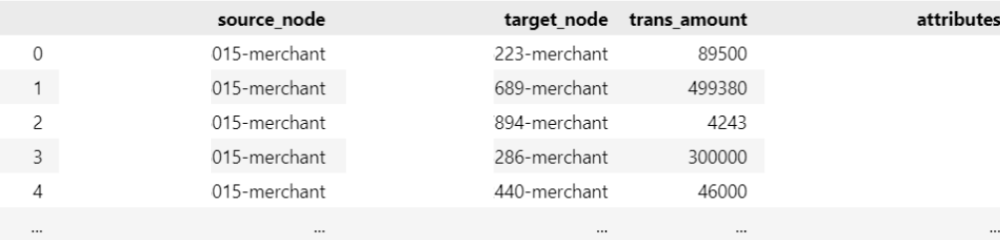 source_node target_node trans_amount attributes
0 015-merchant 223-merchant 89500
1 015-merchant 689-merchant 499380
2 015-merchant 894-merchant 4243
3 015-merchant 286-merchant 300000
4 015-merchant 440-merchant 46000
... ... ... ... ...